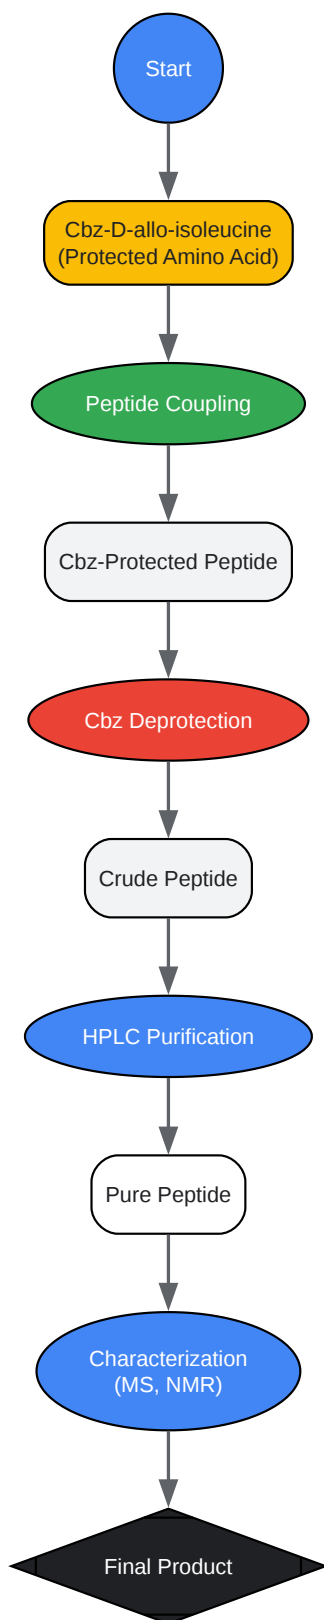 Start
Cbz-D-allo-isoleucine
(Protected Amino Acid)
Peptide Coupling
Cbz-Protected Peptide
Cbz Deprotection
Crude Peptide
HPLC Purification
Pure Peptide
Characterization
(MS, NMR)
Final Product